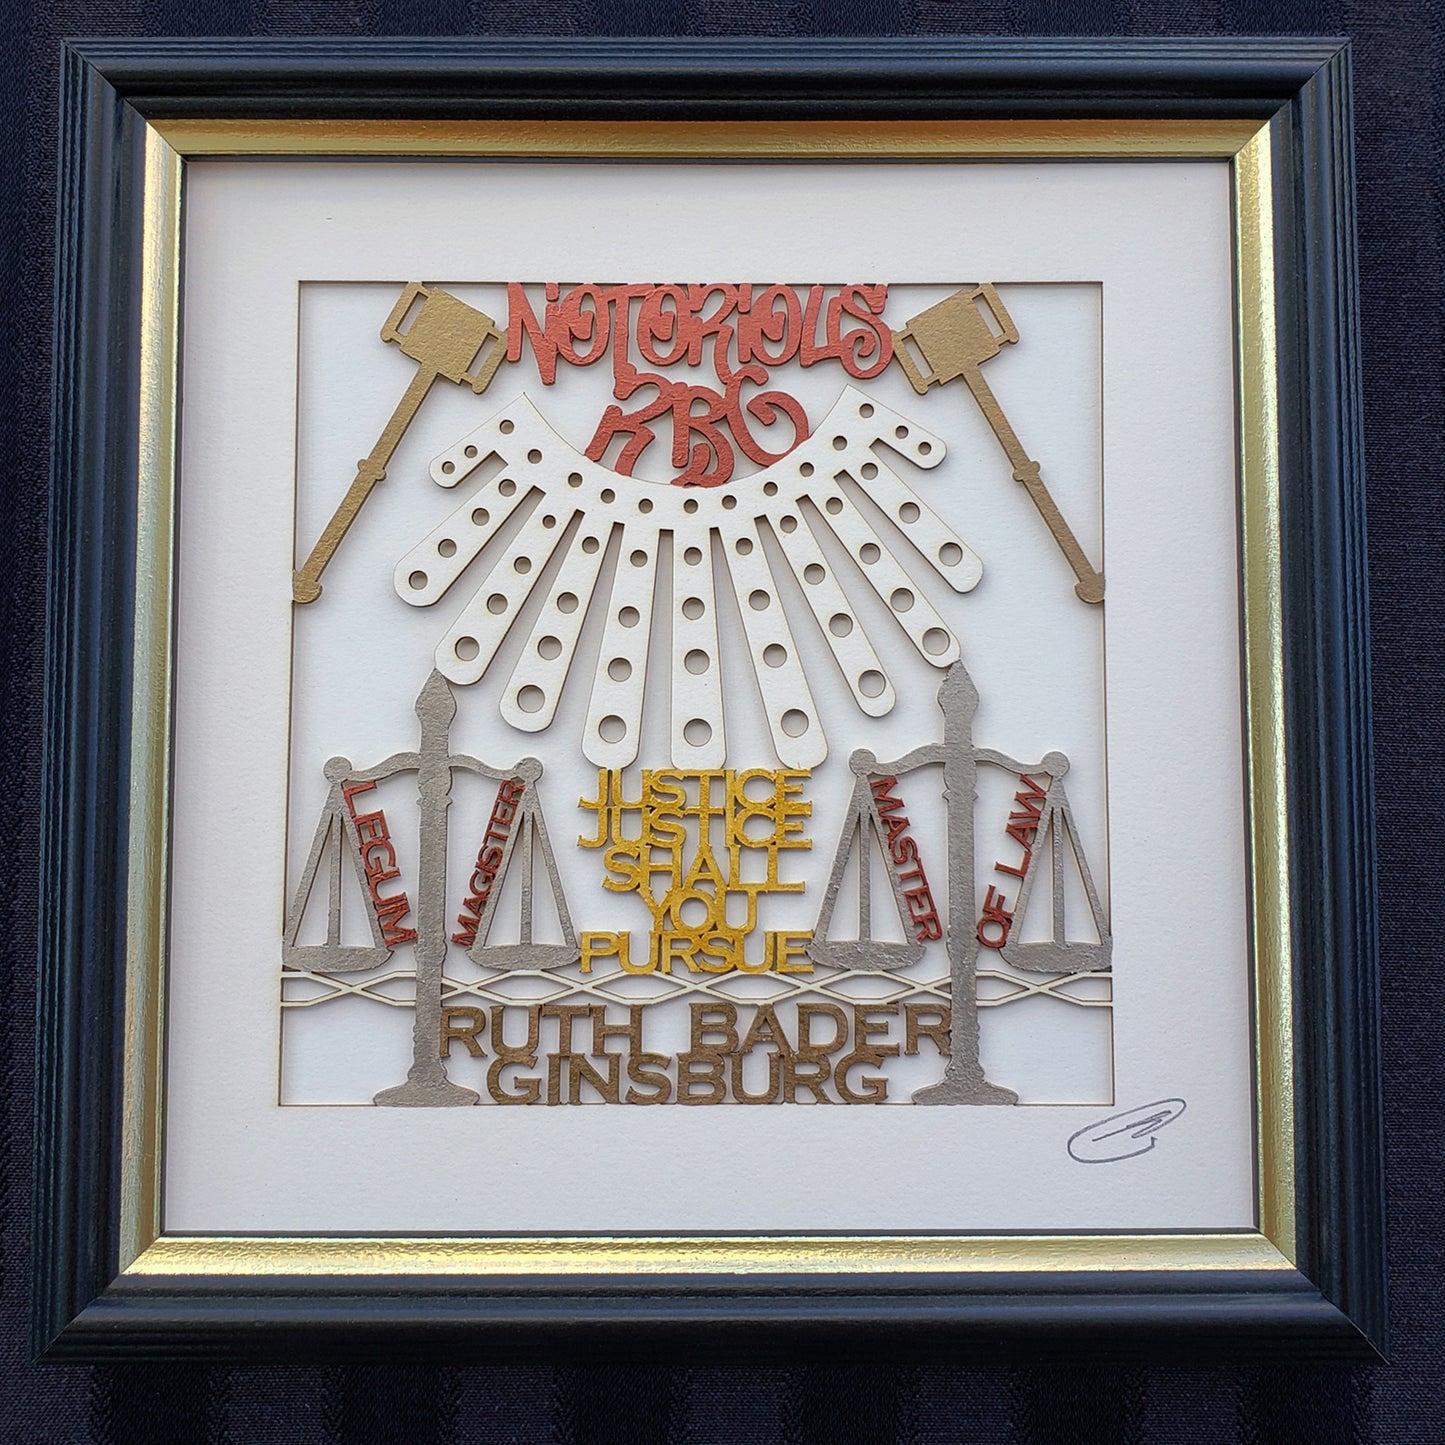 NOTORIOUS
RBG
JUSTICE
JUSTICE
SHALL
YOU
PURSUE
LEGUM
MAGISTER
MASTER
OF LAW
RUTH BADER
GINSBURG